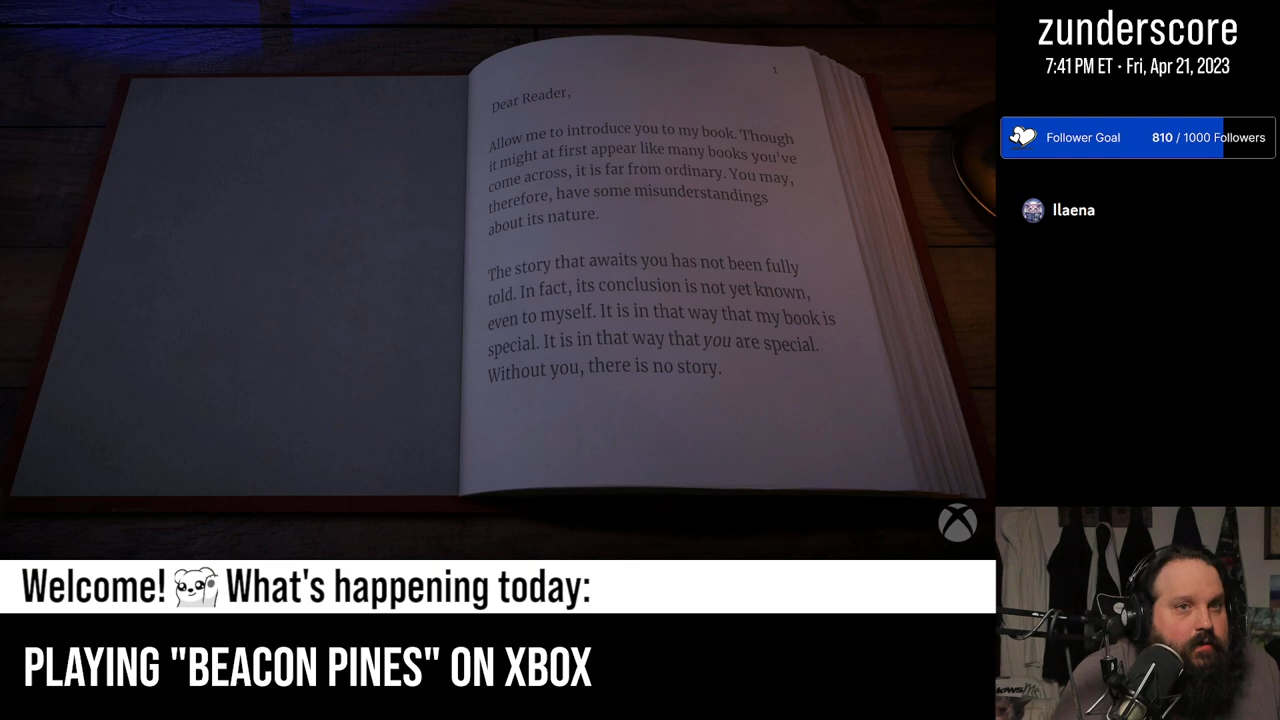 zunderscore
7:41 PM ET · Fri, Apr 21, 2023
Follower Goal 810 / 1000 Followers
Ilaena
1
Dear Reader,
Allow me to introduce you to my book. Though
it might at first appear like many books you've
come across, it is far from ordinary. You may,
therefore, have some misunderstandings
about its nature.
The story that awaits you has not been fully
told. In fact, its conclusion is not yet known,
even to myself. It is in that way that my book is
special. It is in that way that you are special.
Without you, there is no story.
Welcome! What's happening today:
PLAYING "BEACON PINES" ON XBOX